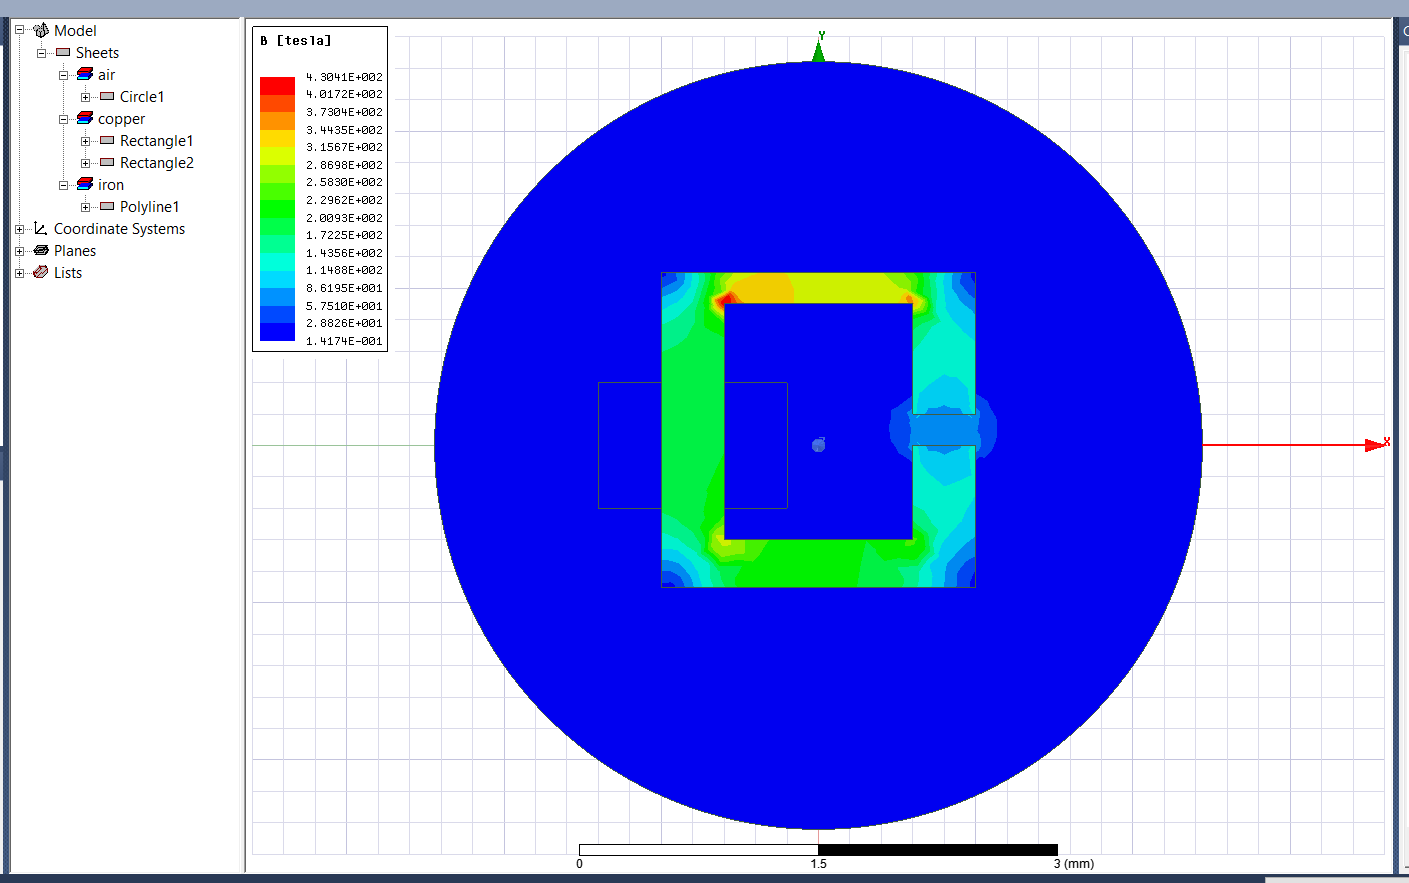 Model
Sheets
air
Circle1
copper
Rectangle1
Rectangle2
iron
Polyline1
Coordinate Systems
Planes
Lists
B [tesla]
4.3041E+002
4.0172E+002
3.7304E+002
3.4435E+002
3.1567E+002
2.8698E+002
2.5830E+002
2.2962E+002
2.0093E+002
1.7225E+002
1.4356E+002
1.1488E+002
8.6195E+001
5.7510E+001
2.8826E+001
1.4174E-001
Y
X
0
1.5
3 (mm)